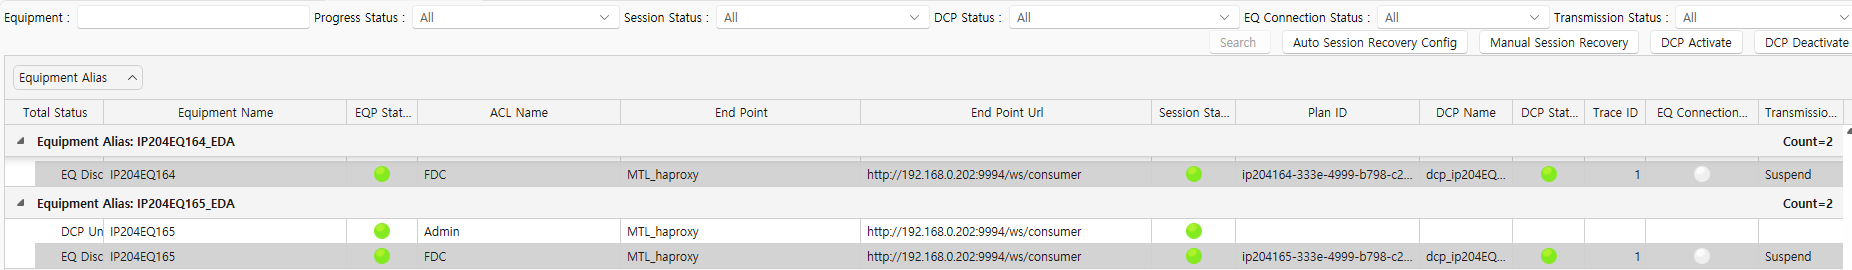 Equipment : Progress Status : All Session Status : All DCP Status : All EQ Connection Status : All Transmission Status : All
Search Auto Session Recovery Config Manual Session Recovery DCP Activate DCP Deactivate
Equipment Alias
Total Status Equipment Name EQP Stat... ACL Name End Point End Point Url Session Sta... Plan ID DCP Name DCP Stat... Trace ID EQ Connection... Transmissio...
Equipment Alias: IP204EQ164_EDA Count=2
EQ Disc IP204EQ164 FDC MTL_haproxy http://192.168.0.202:9994/ws/consumer ip204164-333e-4999-b798-c2... dcp_ip204EQ... 1 Suspend
Equipment Alias: IP204EQ165_EDA Count=2
DCP Un IP204EQ165 Admin MTL_haproxy http://192.168.0.202:9994/ws/consumer
EQ Disc IP204EQ165 FDC MTL_haproxy http://192.168.0.202:9994/ws/consumer ip204165-333e-4999-b798-c2... dcp_ip204EQ... 1 Suspend